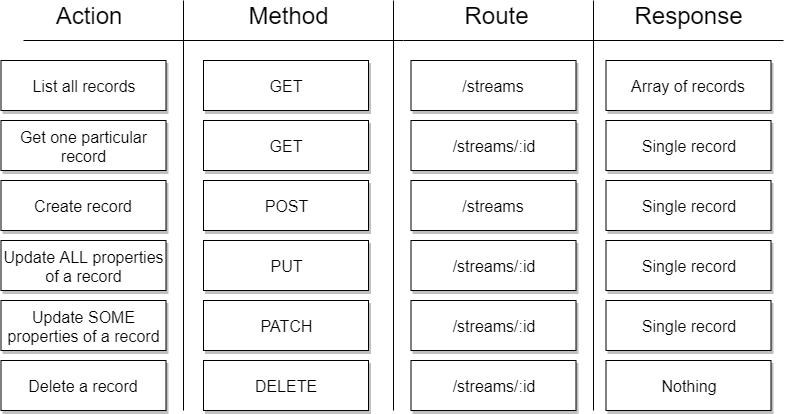 Action Method Route Response
List all records GET /streams Array of records
Get one particular
record GET /streams/:id Single record
Create record POST /streams Single record
Update ALL properties
of a record PUT /streams/:id Single record
Update SOME
properties of a record PATCH /streams/:id Single record
Delete a record DELETE /streams/:id Nothing